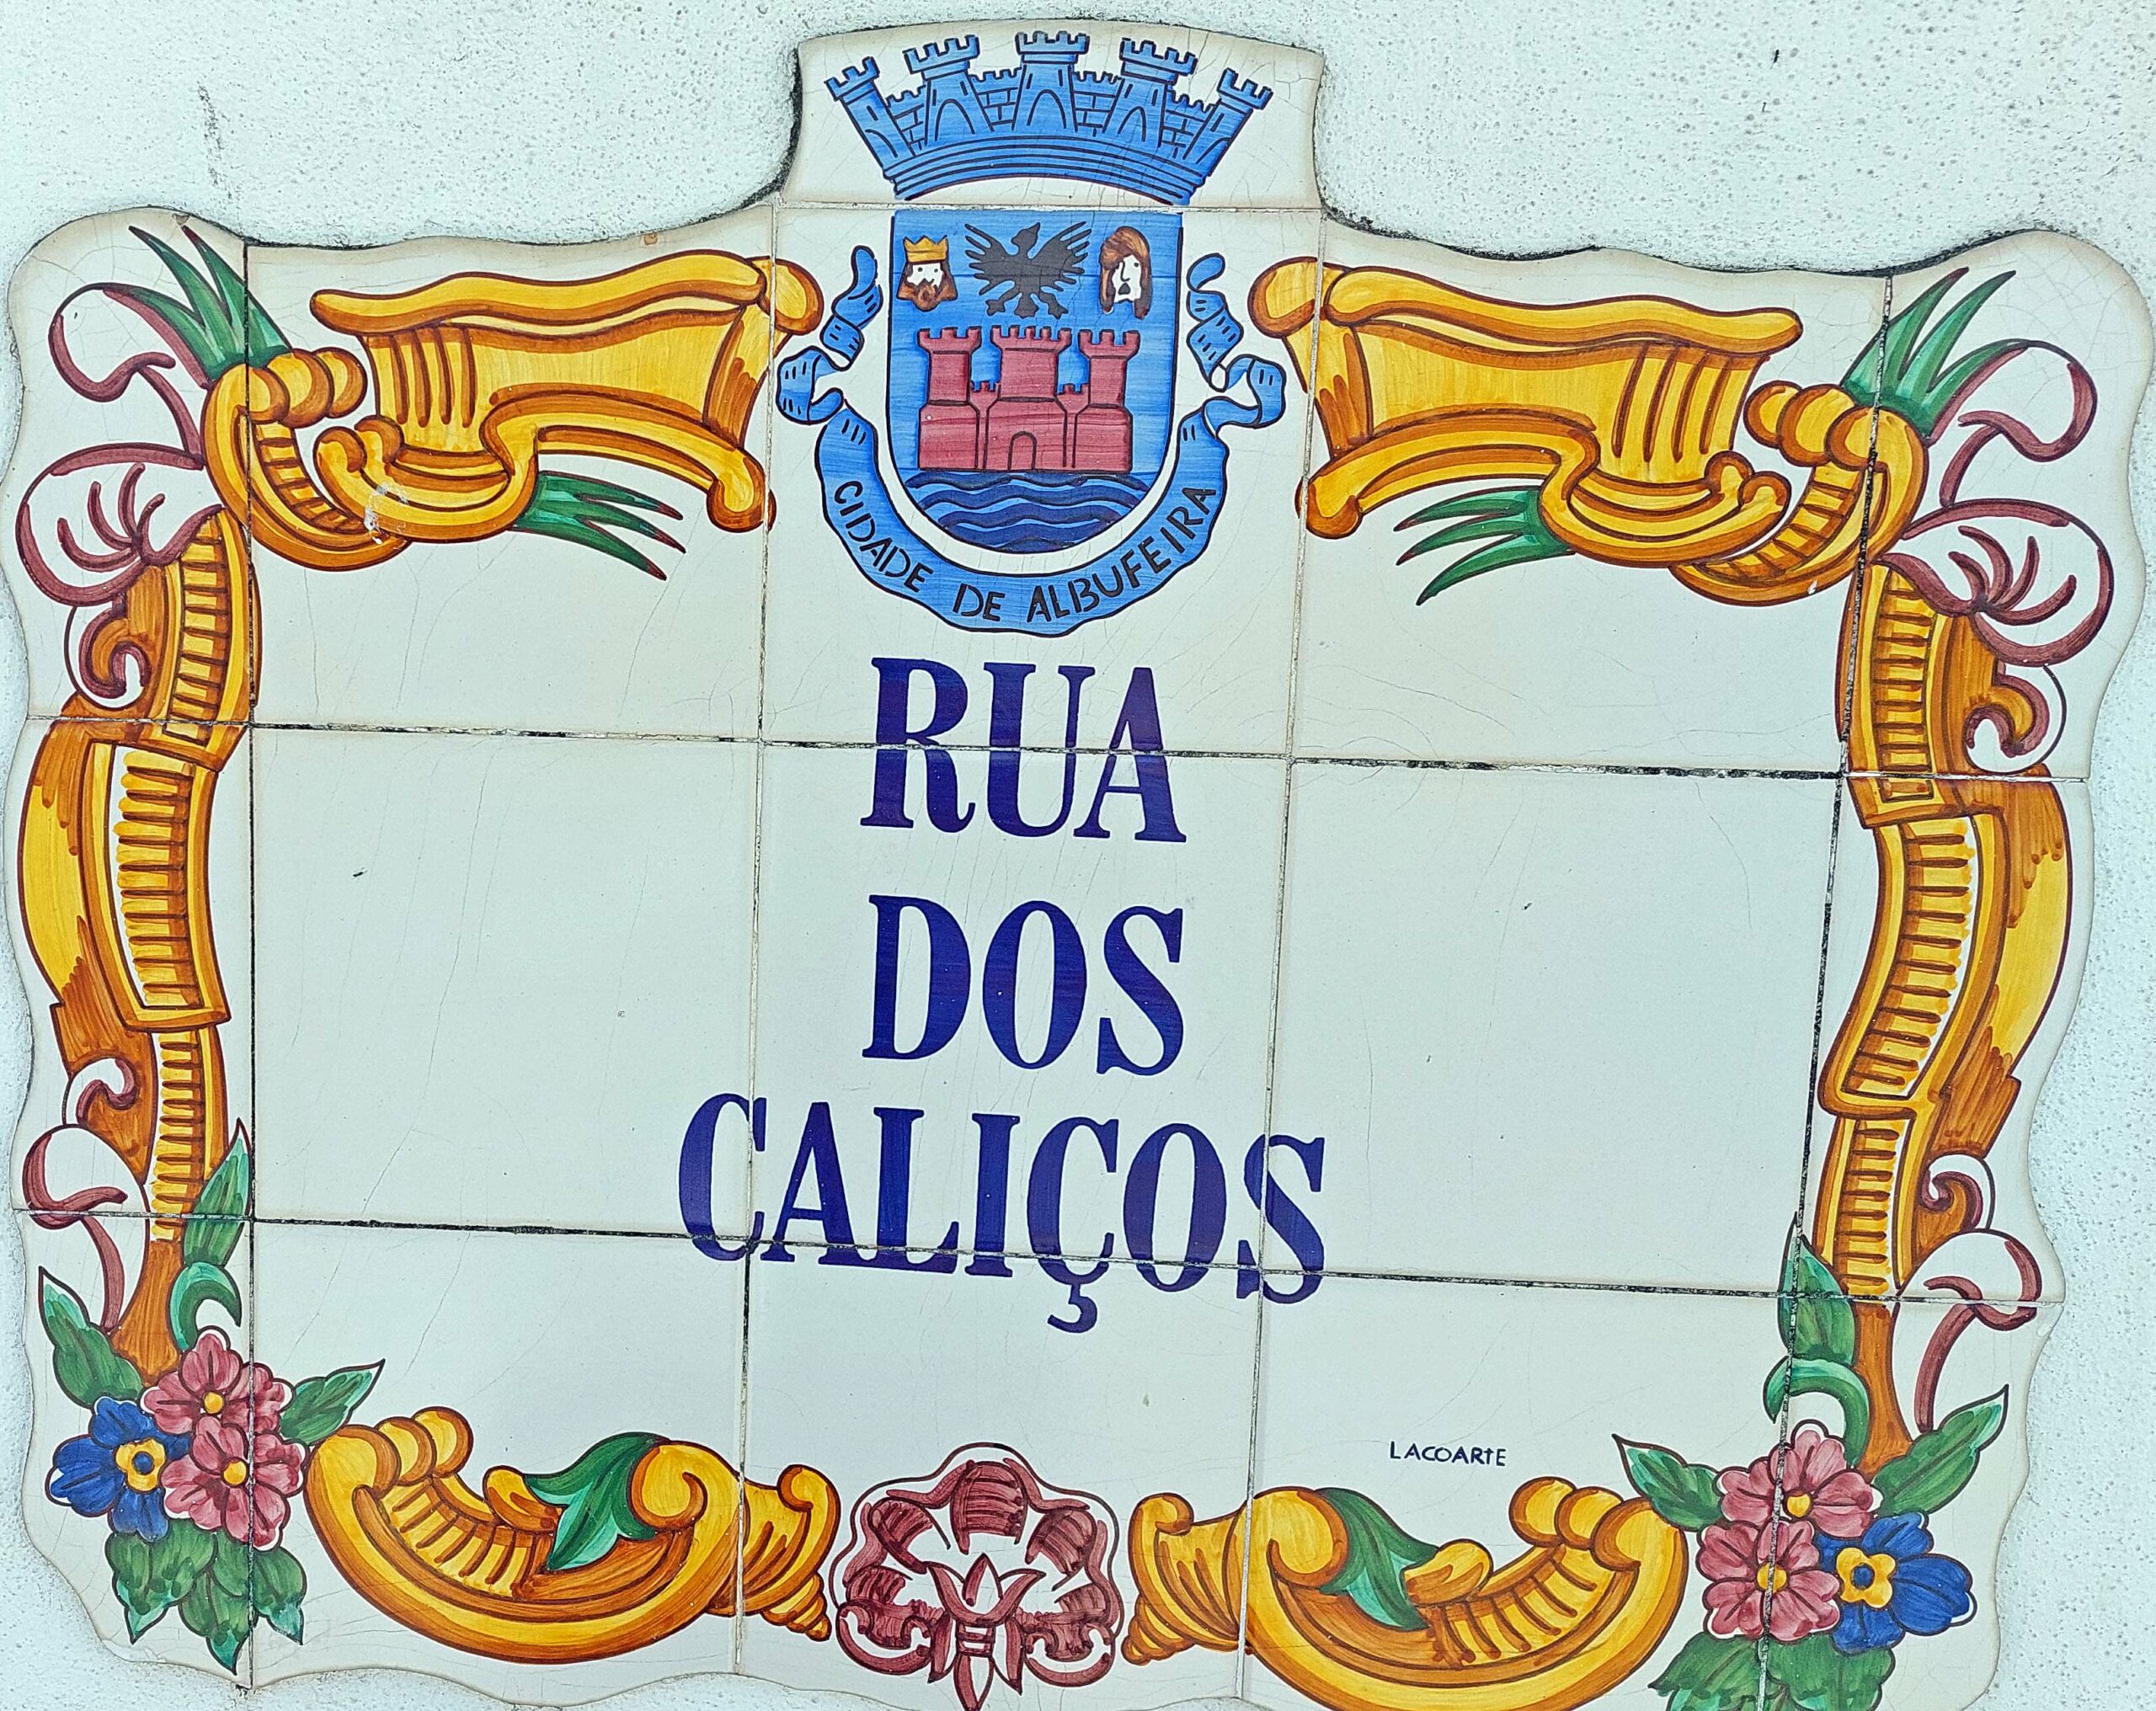 CIDADE DE ALBUFEIRA
RUA
DOS
CALIÇOS
LACOARTE